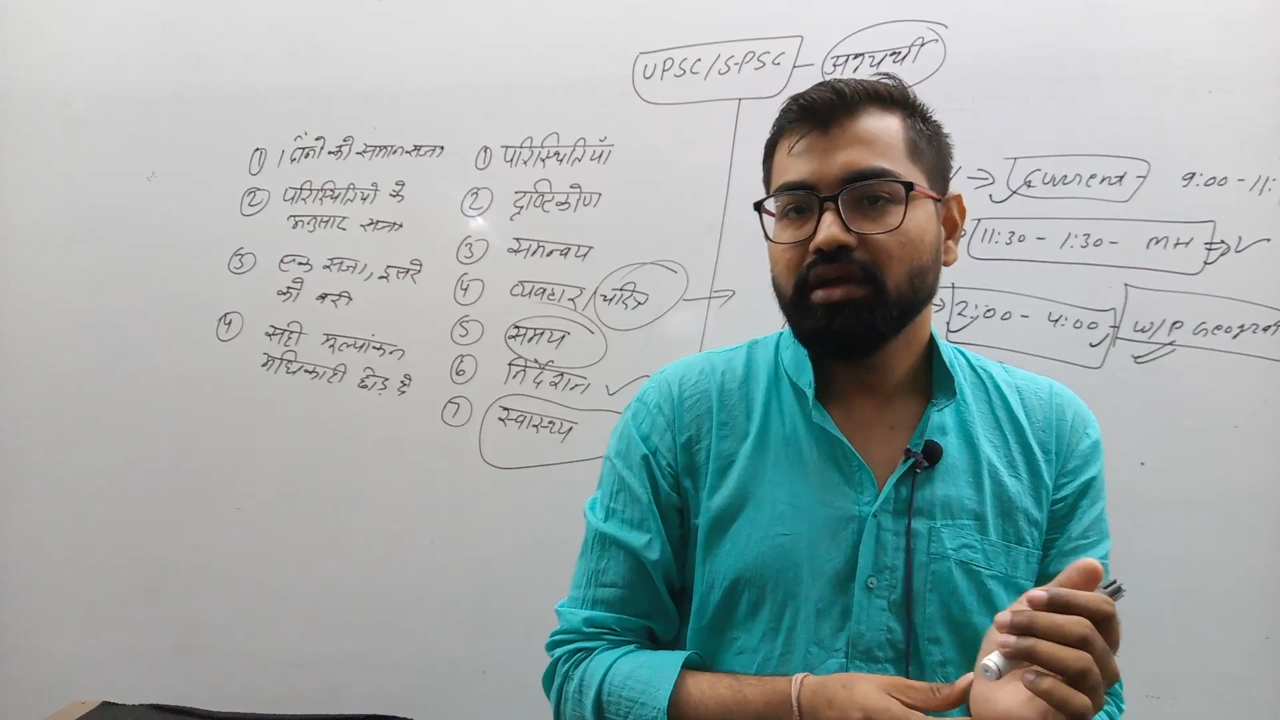 UPSC/S-PSC - अभ्यर्थी
① दोनों को समान सजा
② परिस्थितियों के
अनुसार सजा
③ एक सजा, दूसरे
को बरी
④ सही मूल्यांकन
अधिकारी छोड़ दे
① परिस्थितियाँ
② दृष्टिकोण
③ समन्वय
④ व्यवहार/चरित्र →
⑤ समय
⑥ निर्देशन ✓
⑦ स्वास्थ्य
→ Current- 9:00-11:
11:30 - 1:30 - MH → ✓
2:00 - 4:00 - W/P Geograf